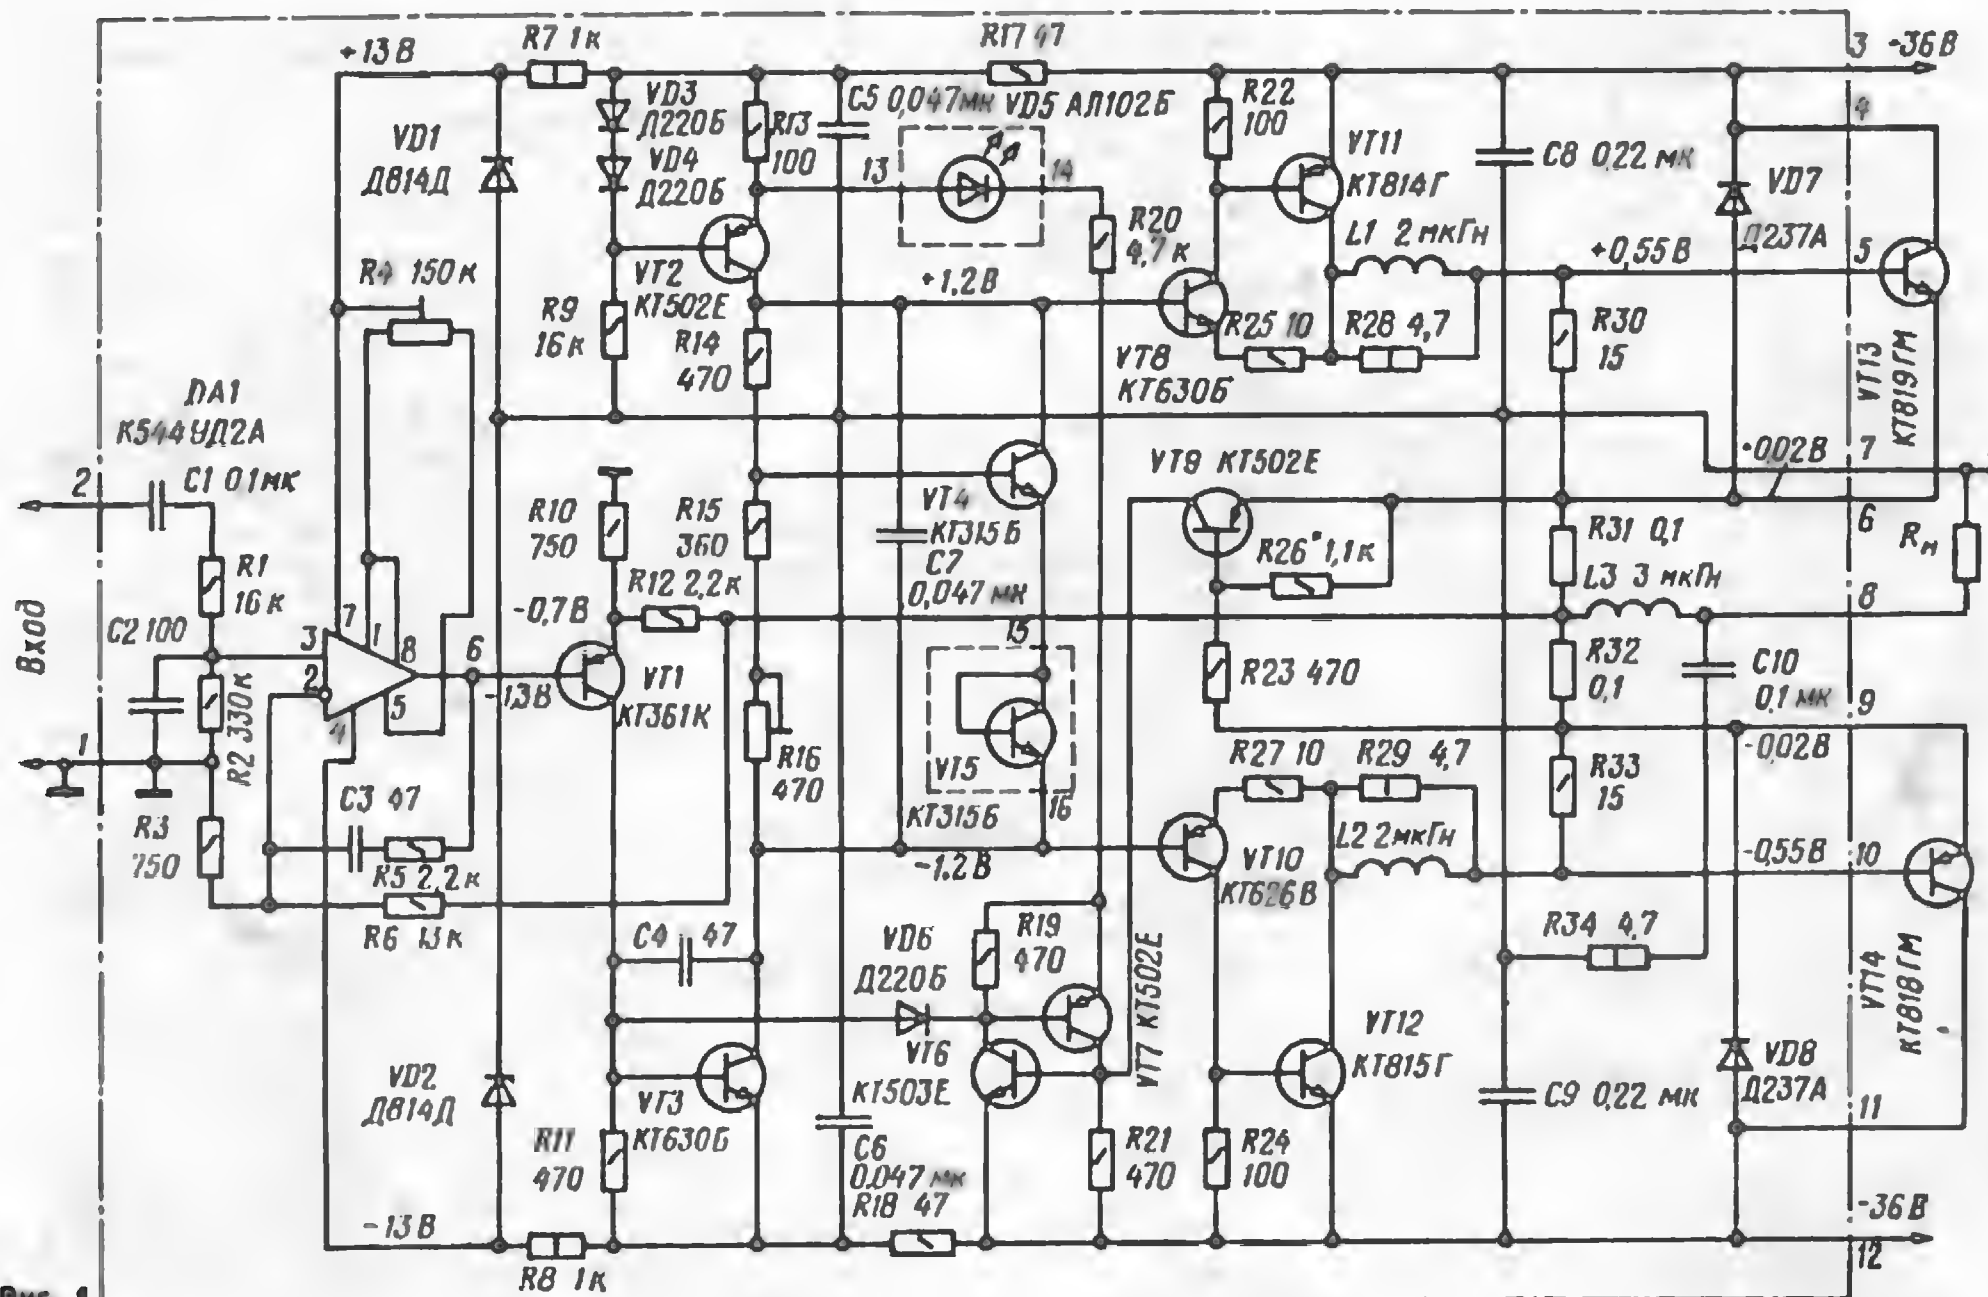 +13 В
R7 1к
R17 47
3 -36 В
VD3
Д220Б
C5 0,047мк VD5 АЛ102Б
R22
100
4
VD1
Д814Д
R13
100
VD4
Д220Б
13
14
VT11
КТ814Г
C8 0,22 мк
VD7
Д237А
R20
4,7 к
L1 2 мкГн
+0,55 В
5
R4 150 к
VT2
КТ502Е
+1,2 В
R9
16 к
R14
470
R25 10
R28 4,7
R30
15
VT8
КТ630Б
VT13
КТ819ГМ
DA1
К544УД2А
2
C1 0,1 мк
VT9 КТ502Е
+0,02 В
7
R10
750
R15
360
VT4
КТ315Б
6
R26* 1,1 к
R31 0,1
Rн
R1
16 к
R12 2,2 к
C7
0,047 мк
L3 3 мкГн
8
-0,7 В
C2 100
Вход
3
7
1
8
6
2
5
4
-1,3 В
VT1
КТ361К
15
R23 470
R32
0,1
C10
0,1 мк
9
R2 330 к
1
R16
470
VT5
16
КТ315Б
R27 10
R29 4,7
-0,02 В
R33
15
C3 47
R3
750
R5 2,2 к
-1,2 В
VT10
КТ626В
L2 2мкГн
-0,55 В
10
R6 13 к
C4 47
VD6
Д220Б
R19
470
VT7 КТ502Е
R34 4,7
VT14
КТ818ГМ
VD2
Д814Д
VT3
КТ630Б
VT6
КТ503Е
VT12
КТ815Г
C9 0,22 мк
VD8
Д237А
11
R11
470
C6
0,047 мк
R21
470
R24
100
-13 В
R18 47
-36 В
12
R8 1к